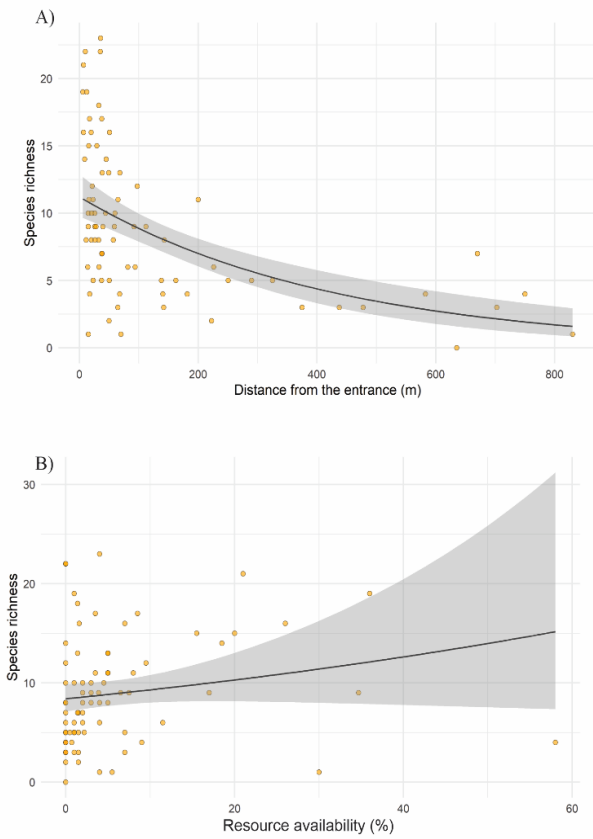 A)
20
15
10
5
0
Species richness
0 200 400 600 800
Distance from the entrance (m)
B)
30
20
10
0
Species richness
0 20 40 60
Resource availability (%)